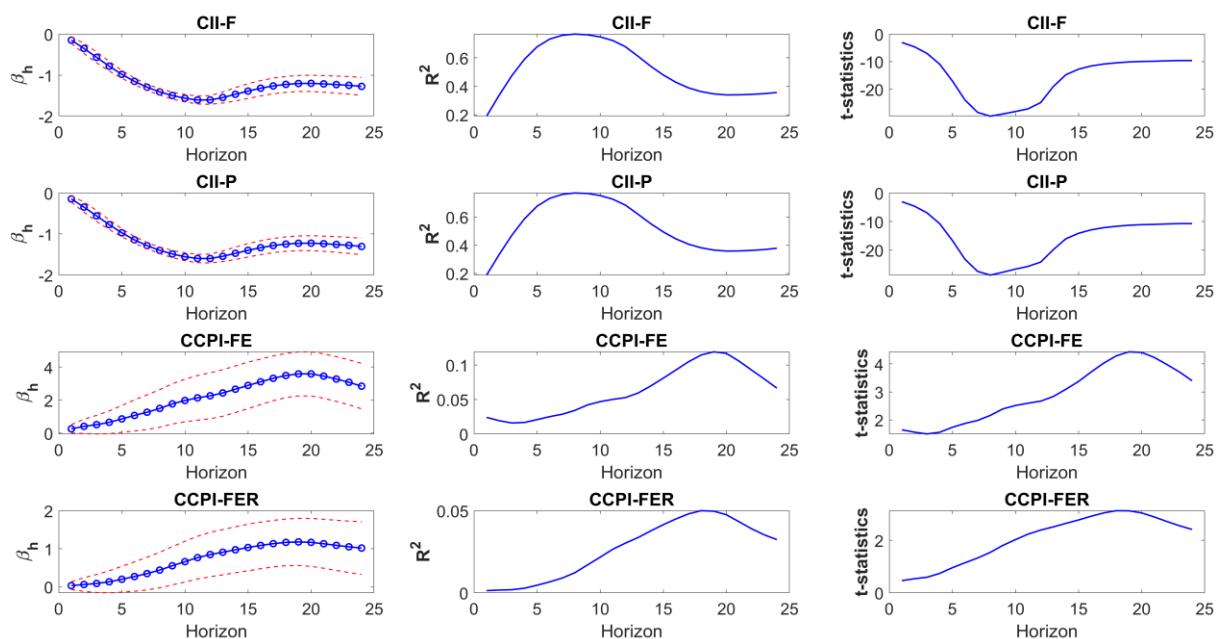 CII-F CII-F CII-F
0 0.6 0
β_h -1 R² 0.4 t-statistics -10
-2 0.2 -20
0 5 10 15 20 25 0 5 10 15 20 25 0 5 10 15 20 25
Horizon Horizon Horizon
CII-P CII-P CII-P
0 0.6 0
β_h -1 R² 0.4 t-statistics -10
-2 0.2 -20
0 5 10 15 20 25 0 5 10 15 20 25 0 5 10 15 20 25
Horizon Horizon Horizon
CCPI-FE CCPI-FE CCPI-FE
4 0.1 4
β_h 2 R² 0.05 t-statistics 3
0 0 2
0 5 10 15 20 25 0 5 10 15 20 25 0 5 10 15 20 25
Horizon Horizon Horizon
CCPI-FER CCPI-FER CCPI-FER
2 0.05
β_h 1 R² t-statistics 2
0 0 0
0 5 10 15 20 25 0 5 10 15 20 25 0 5 10 15 20 25
Horizon Horizon Horizon